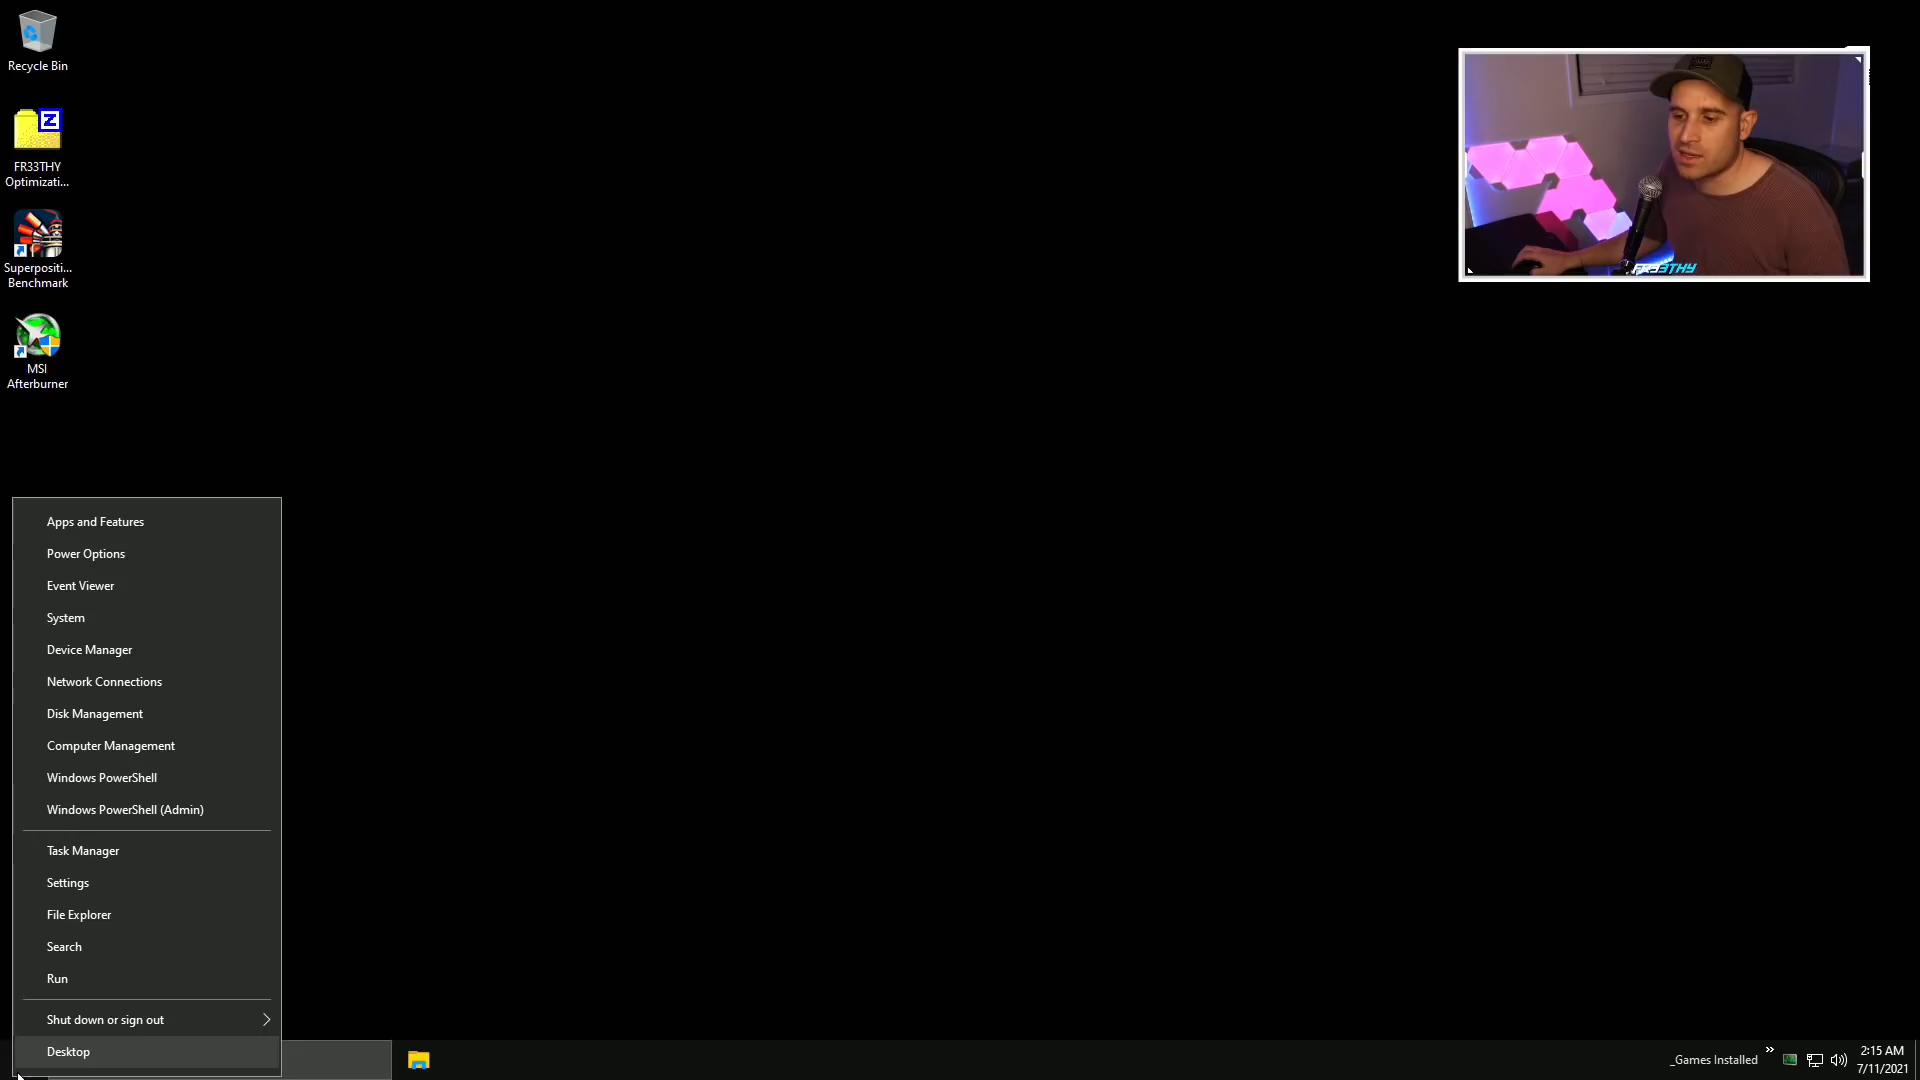 Recycle Bin
FR33THY
Optimizati...
Superpositi...
Benchmark
MSI
Afterburner
FR33THY
Apps and Features
Power Options
Event Viewer
System
Device Manager
Network Connections
Disk Management
Computer Management
Windows PowerShell
Windows PowerShell (Admin)
Task Manager
Settings
File Explorer
Search
Run
Shut down or sign out
Desktop
_Games Installed
2:15 AM
7/11/2021